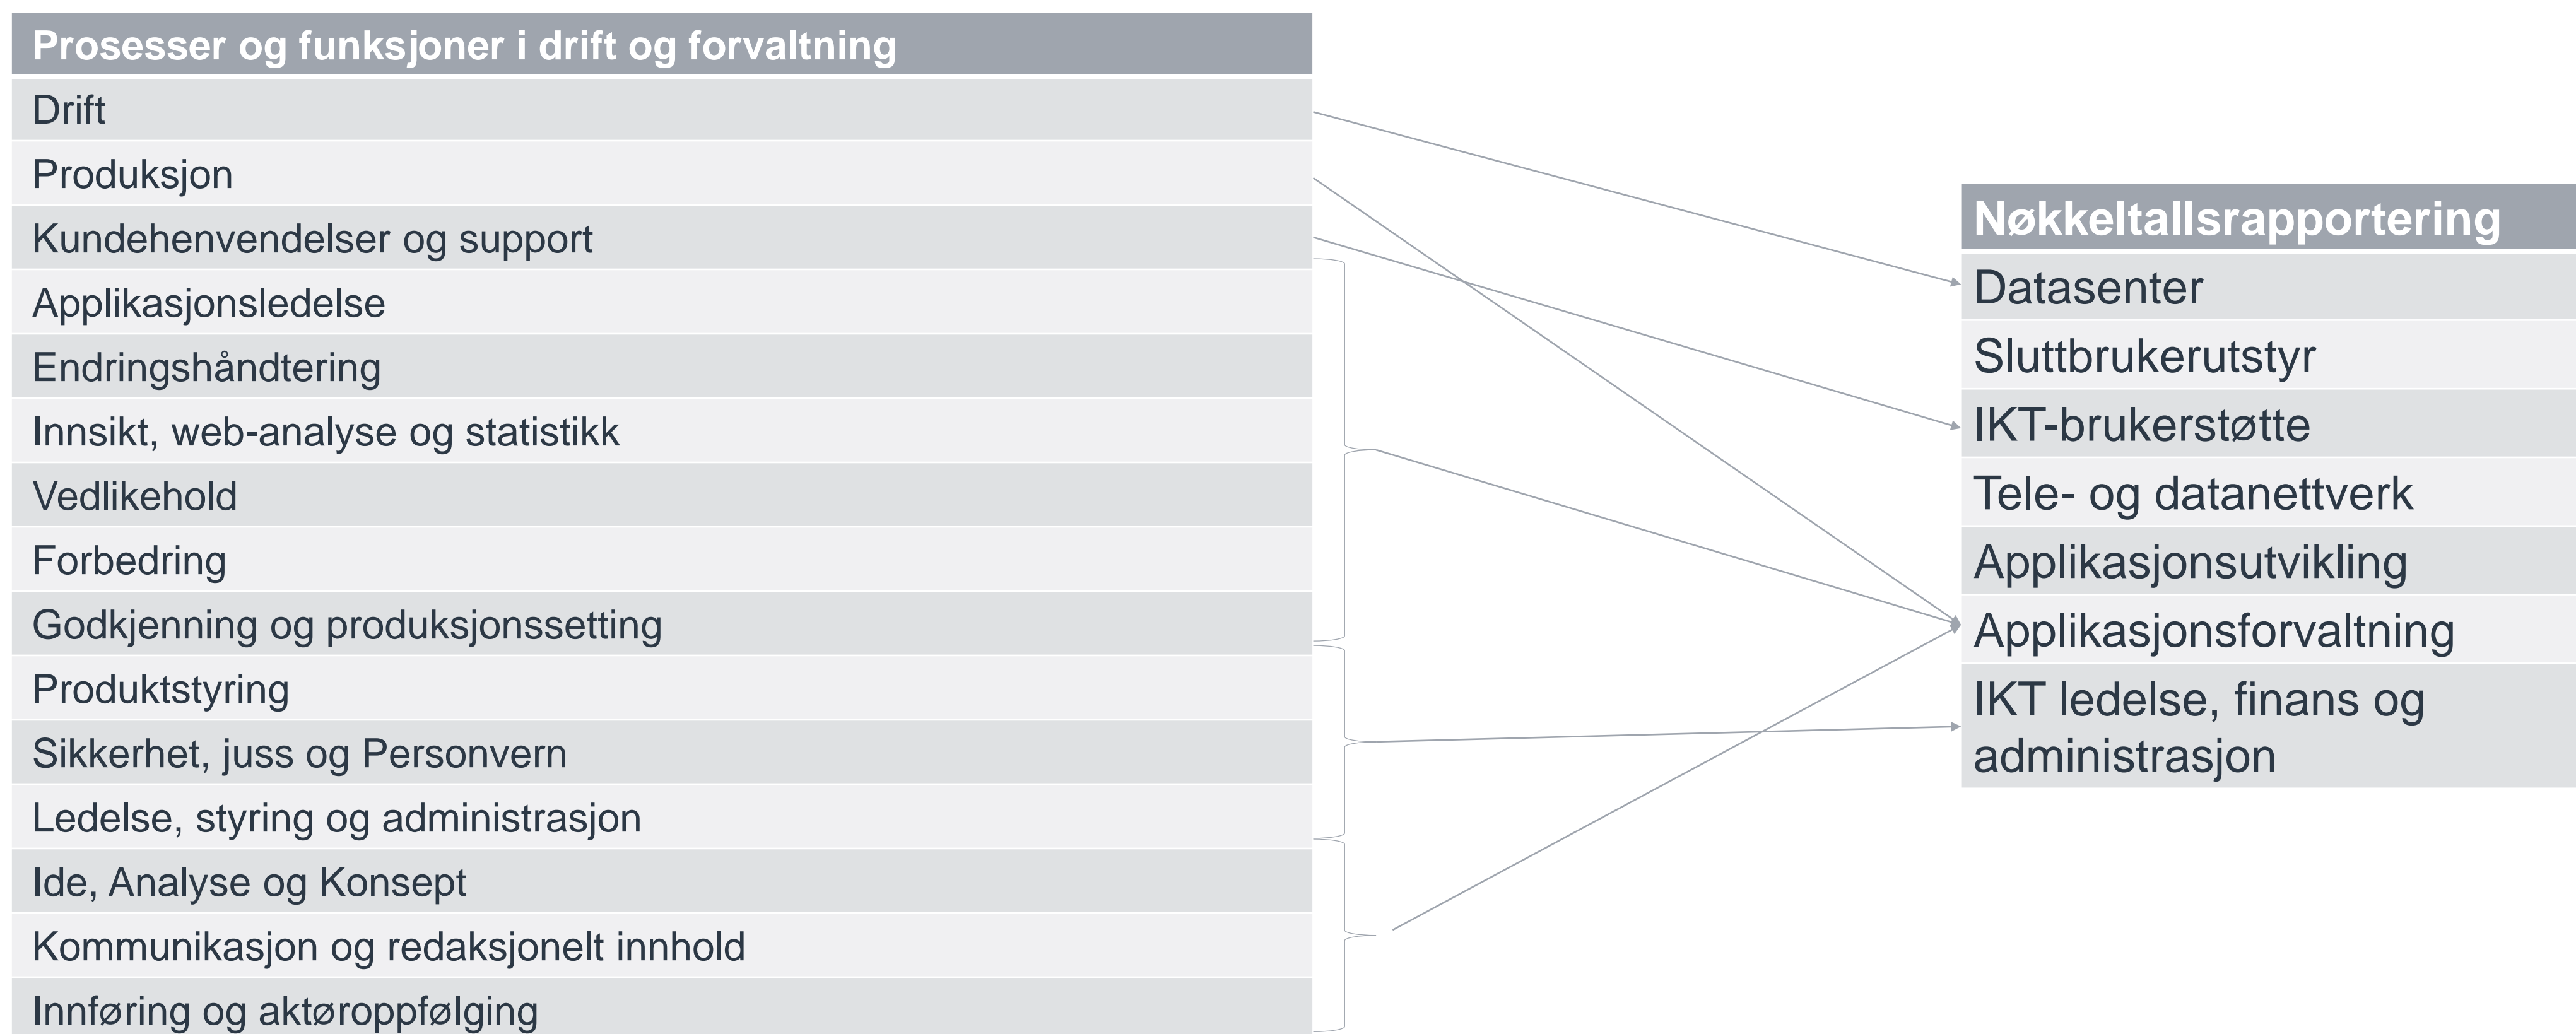 Prosesser og funksjoner i drift og forvaltning
Drift
Produksjon
Kundehenvendelser og support
Applikasjonsledelse
Endringshåndtering
Innsikt, web-analyse og statistikk
Vedlikehold
Forbedring
Godkjenning og produksjonssetting
Produktstyring
Sikkerhet, juss og Personvern
Ledelse, styring og administrasjon
Ide, Analyse og Konsept
Kommunikasjon og redaksjonelt innhold
Innføring og aktøroppfølging
Nøkkeltallsrapportering
Datasenter
Sluttbrukerutstyr
IKT-brukerstøtte
Tele- og datanettverk
Applikasjonsutvikling
Applikasjonsforvaltning
IKT ledelse, finans og
administrasjon